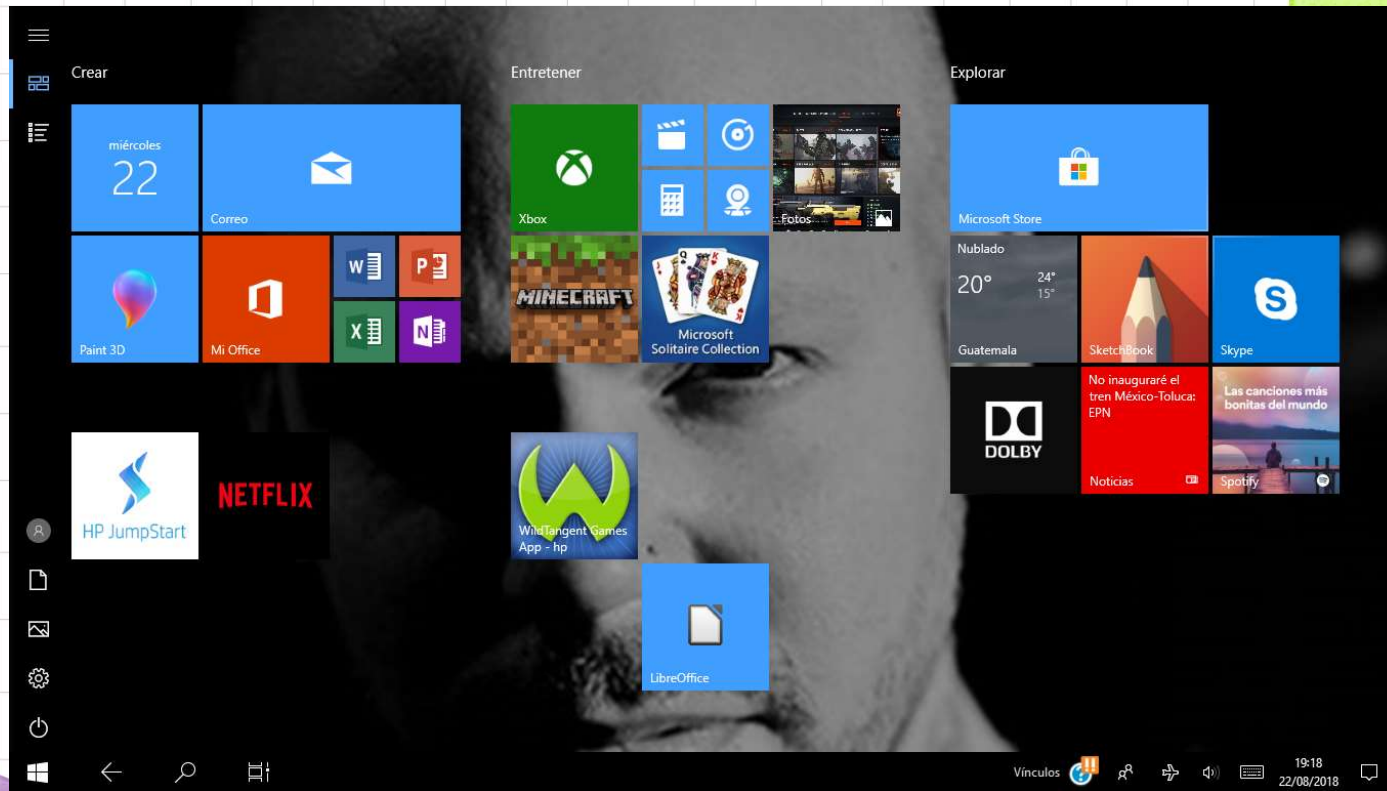 Crear
Entretener
Explorar
miércoles
22
Correo
Paint 3D
Mi Office
W
P
X
N
Xbox
Fotos
MINECRAFT
Microsoft
Solitaire Collection
Microsoft Store
Nublado
20°
24°
15°
Guatemala
SketchBook
Skype
DOLBY
No inauguraré el
tren México-Toluca:
EPN
Noticias
Las canciones más
bonitas del mundo
Spotify
HP JumpStart
NETFLIX
WildTangent Games
App - hp
LibreOffice
Vínculos
19:18
22/08/2018